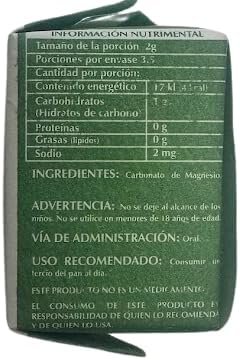 INFORMACIÓN NUTRIMENTAL
Tamaño de la porción 2g
Porciones por envase 3.5
Cantidad por porción:
Contenido energético 17 kJ
Carbohidratos
(Hidratos de carbono)
Proteínas 0 g
Grasas (lípidos) 0 g
Sodio 2 mg
INGREDIENTES: Carbonato de Magnesio
ADVERTENCIA: No se deje al alcance de los
niños. No se utilice en menores de 18 años de edad
VÍA DE ADMINISTRACIÓN: Oral.
USO RECOMENDADO: Consumir un
tercio del pan al día.
ESTE PRODUCTO NO ES UN MEDICAMENTO.
EL CONSUMO DE ESTE PRODUCTO E
RESPONSABILIDAD DE QUIEN LO RECOMIENDA
Y DE QUIEN LO USA.